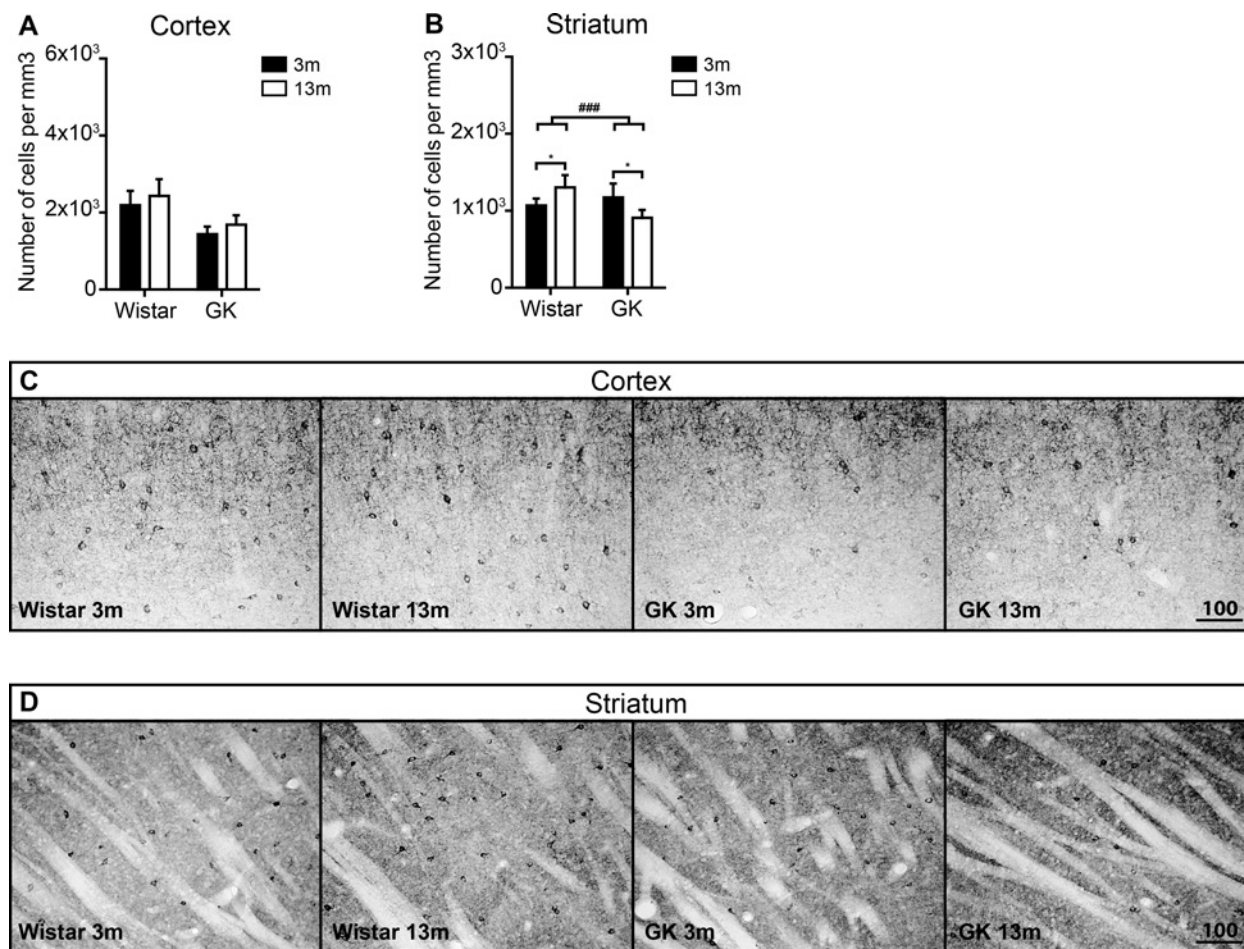 A
Cortex
6x10³
4x10³
2x10³
0
Number of cells per mm3
3m
13m
Wistar
GK
B
Striatum
3x10³
2x10³
1x10³
0
Number of cells per mm3
3m
13m
###
*
*
Wistar
GK
C
Cortex
Wistar 3m
Wistar 13m
GK 3m
GK 13m
100
D
Striatum
Wistar 3m
Wistar 13m
GK 3m
GK 13m
100